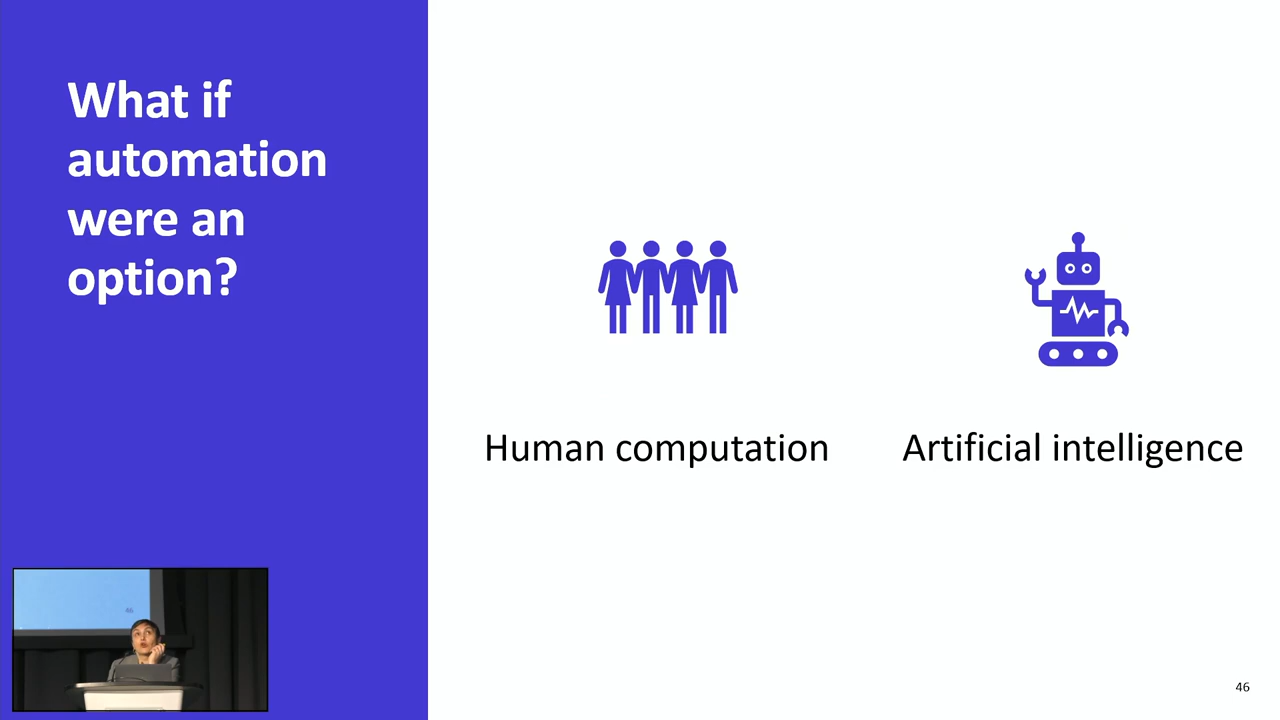 What if
automation
were an
option?
Human computation
Artificial intelligence
46